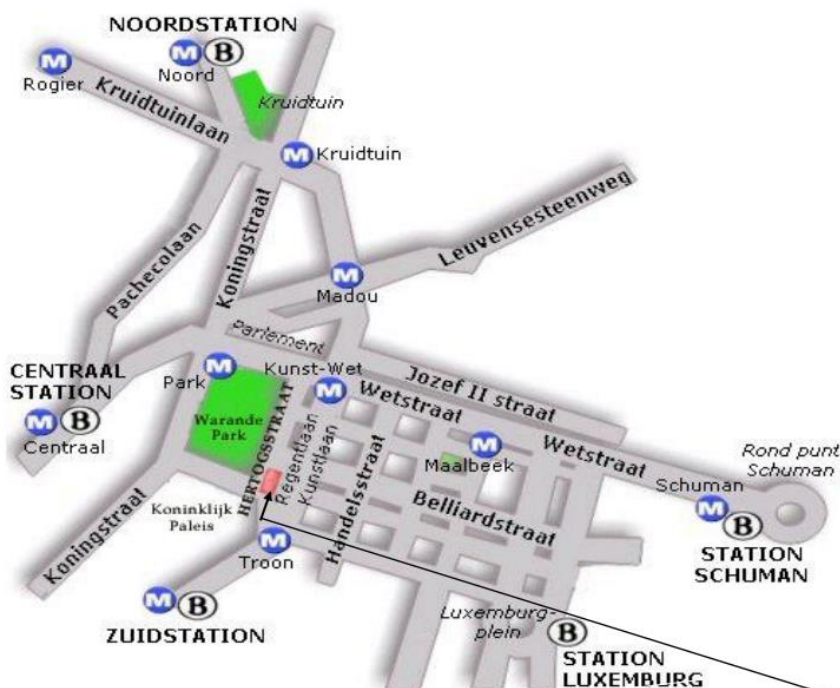 NOORDSTATION
M
B
Noord
M
Rogier
Kruidtuin
Kruidtuinlaan
M
Kruidtuin
Koningstraat
Pachecolaan
Leuvensesteenweg
M
Madou
Parlement
CENTRAAL
STATION
M
B
Centraal
M
Park
Kunst-Wet
M
Jozef II straat
Wetstraat
Wetstraat
Warande
Park
HERTOGSSTRAAT
Regentlaan
Kunstlaan
Handelsstraat
M
Maalbeek
Belliardstraat
Rond punt
Schuman
Schuman
M
B
STATION
SCHUMAN
Koninklijk
Paleis
Koningstraat
M
Troon
M
B
ZUIDSTATION
Luxemburg-
plein
B
STATION
LUXEMBURG